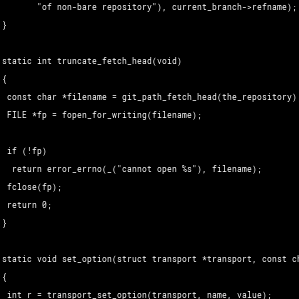 "of non-bare repository"), current_branch->refname);
}
static int truncate_fetch_head(void)
{
const char *filename = git_path_fetch_head(the_repository)
FILE *fp = fopen_for_writing(filename);
if (!fp)
return error_errno(_("cannot open %s"), filename);
fclose(fp);
return 0;
}
static void set_option(struct transport *transport, const ch
{
int r = transport_set_option(transport, name, value);